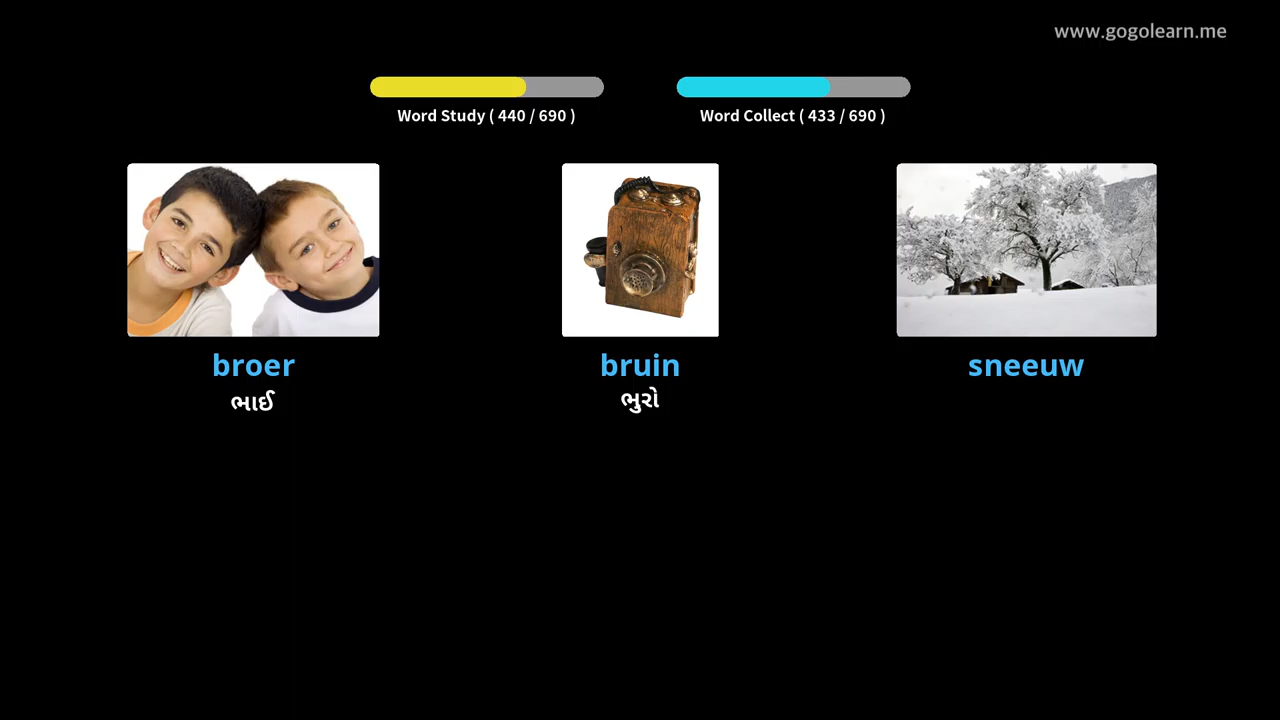 www.gogolearn.me
Word Study ( 440 / 690 )
Word Collect ( 433 / 690 )
broer
ભાઈ
bruin
ભુરો
sneeuw